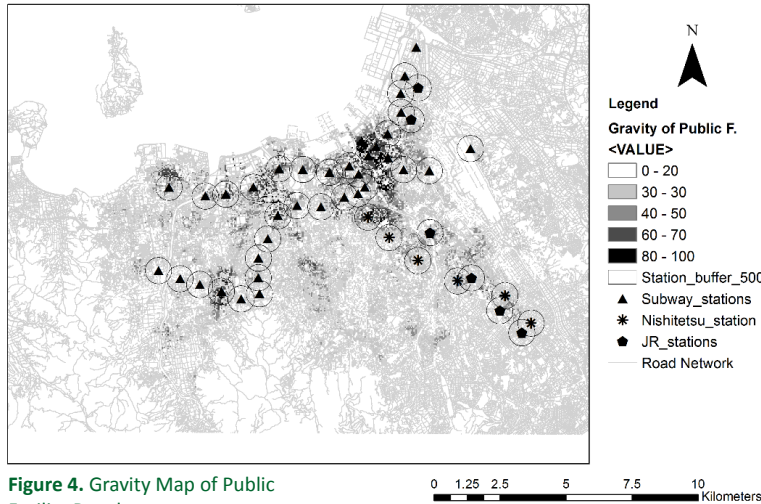 N
Legend
Gravity of Public F.
<VALUE>
0 - 20
30 - 30
40 - 50
60 - 70
80 - 100
Station_buffer_500
Subway_stations
Nishitetsu_station
JR_stations
Road Network
Figure 4. Gravity Map of Public
0 1.25 2.5 5 7.5 10
Kilometers